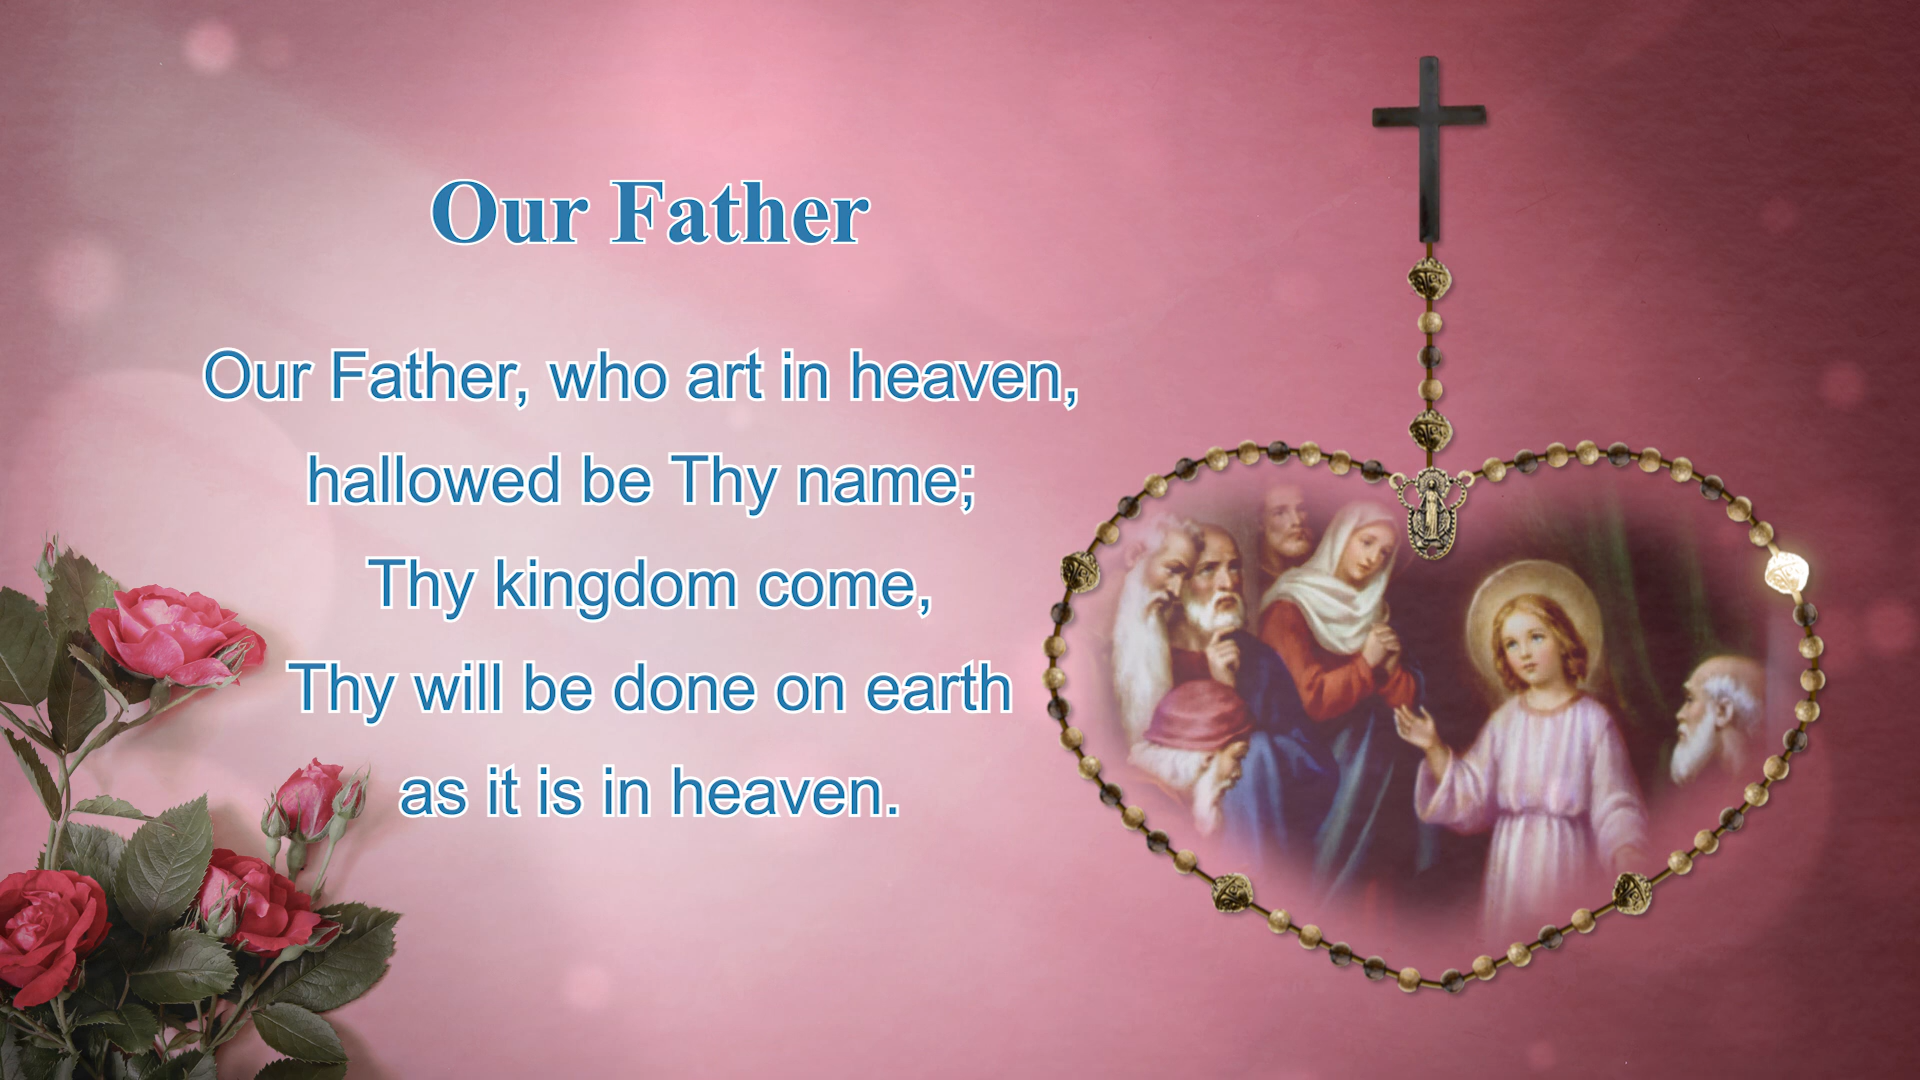 Our Father
Our Father, who art in heaven,
hallowed be Thy name;
Thy kingdom come,
Thy will be done on earth
as it is in heaven.